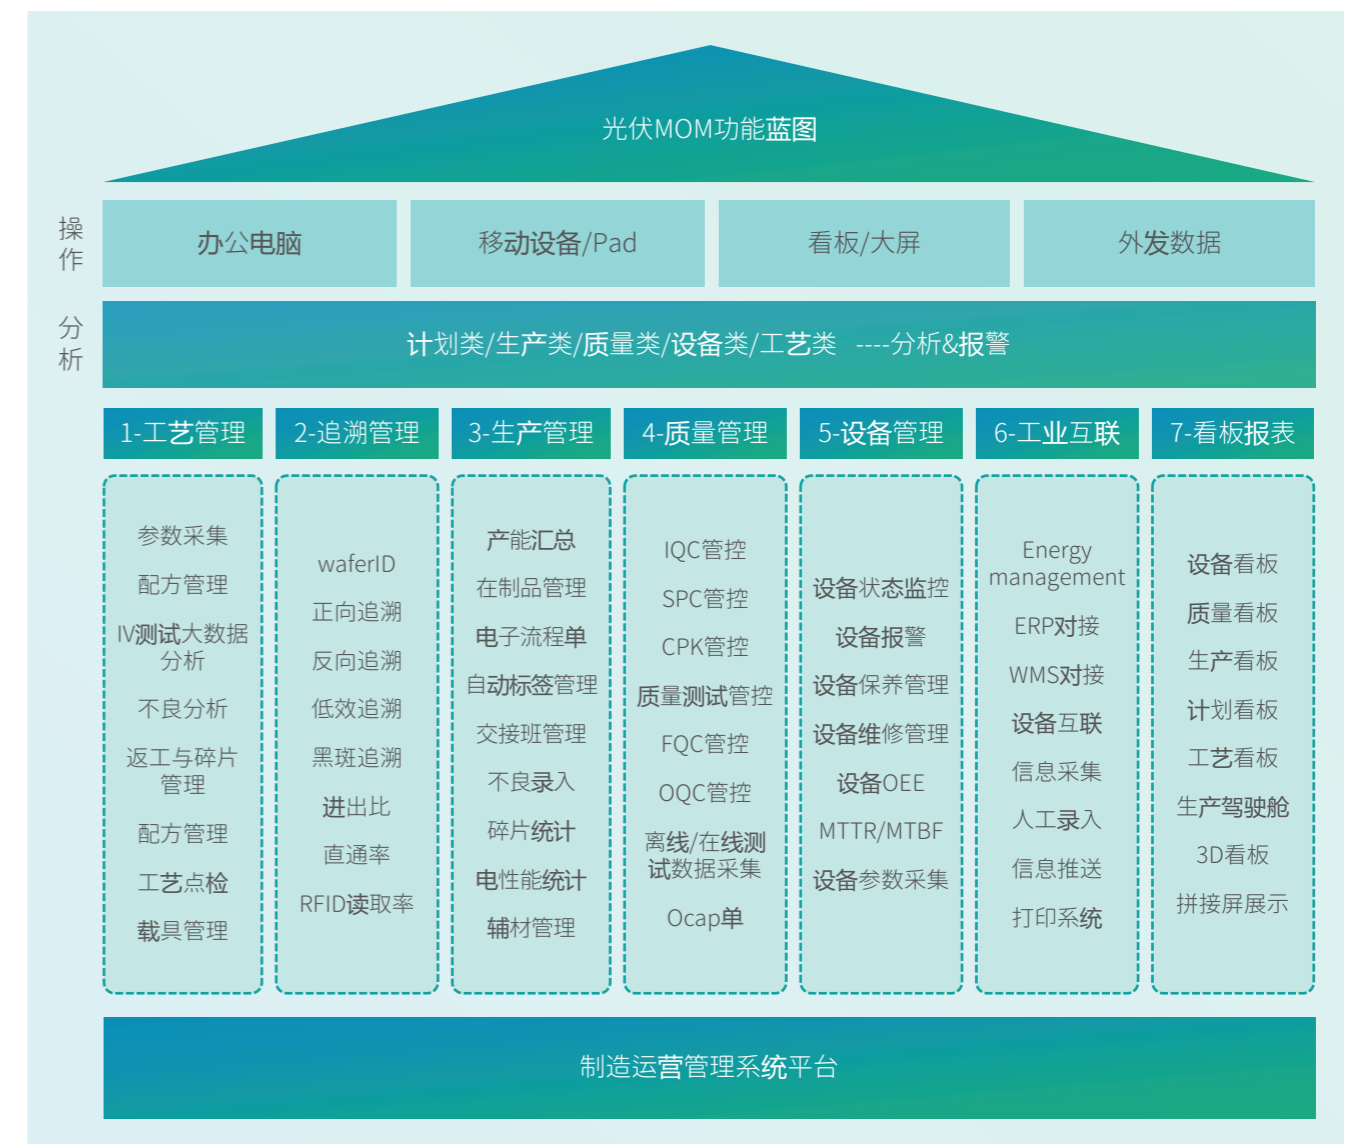 光伏MOM功能蓝图
操
作
办公电脑
移动设备/Pad
看板/大屏
外发数据
分
析
计划类/生产类/质量类/设备类/工艺类 ----分析&报警
1-工艺管理
2-追溯管理
3-生产管理
4-质量管理
5-设备管理
6-工业互联
7-看板报表
参数采集
配方管理
IV测试大数据
分析
不良分析
返工与碎片
管理
配方管理
工艺点检
载具管理
waferID
正向追溯
反向追溯
低效追溯
黑斑追溯
进出比
直通率
RFID读取率
产能汇总
在制品管理
电子流程单
自动标签管理
交接班管理
不良录入
碎片统计
电性能统计
辅材管理
IQC管控
SPC管控
CPK管控
质量测试管控
FQC管控
OQC管控
离线/在线测
试数据采集
Ocap单
设备状态监控
设备报警
设备保养管理
设备维修管理
设备OEE
MTTR/MTBF
设备参数采集
Energy
management
ERP对接
WMS对接
设备互联
信息采集
人工录入
信息推送
打印系统
设备看板
质量看板
生产看板
计划看板
工艺看板
生产驾驶舱
3D看板
拼接屏展示
制造运营管理系统平台